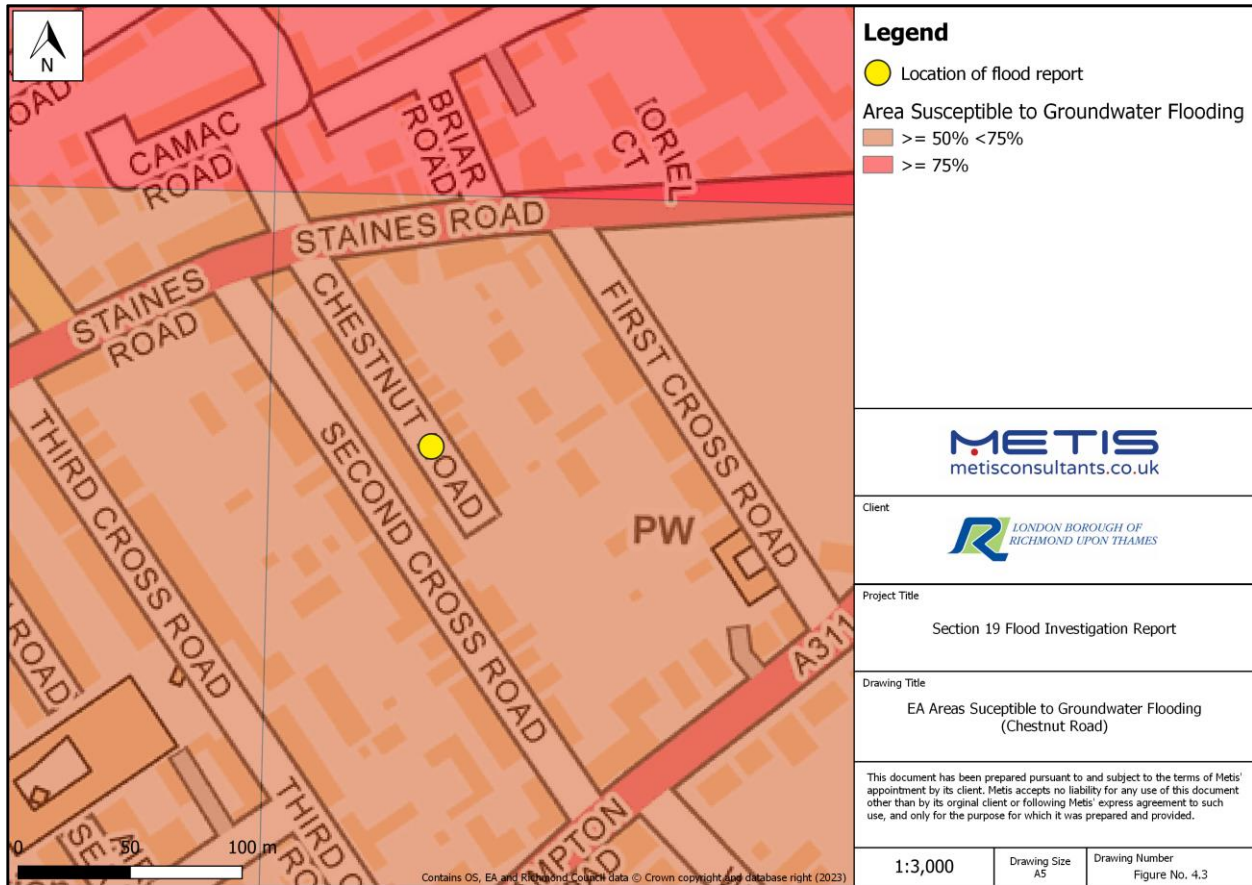 N
ROAD
CAMAC
ROAD
BRIAR
ROAD
ORIEL
CT
STAINES ROAD
STAINES
ROAD
CHESTNUT
OAD
FIRST CROSS ROAD
SECOND CROSS ROAD
THIRD CROSS ROAD
PW
A311
ROAD
THIRD
MPTON
0 50 100 m
Contains OS, EA and Richmond Council data © Crown copyright and database right (2023)
Legend
Location of flood report
Area Susceptible to Groundwater Flooding
>= 50% <75%
>= 75%
METIS
metisconsultants.co.uk
Client
LONDON BOROUGH OF
RICHMOND UPON THAMES
Project Title
Section 19 Flood Investigation Report
Drawing Title
EA Areas Suceptible to Groundwater Flooding
(Chestnut Road)
This document has been prepared pursuant to and subject to the terms of Metis'
appointment by its client. Metis accepts no liability for any use of this document
other than by its orginal client or following Metis' express agreement to such
use, and only for the purpose for which it was prepared and provided.
1:3,000
Drawing Size
A5
Drawing Number
Figure No. 4.3